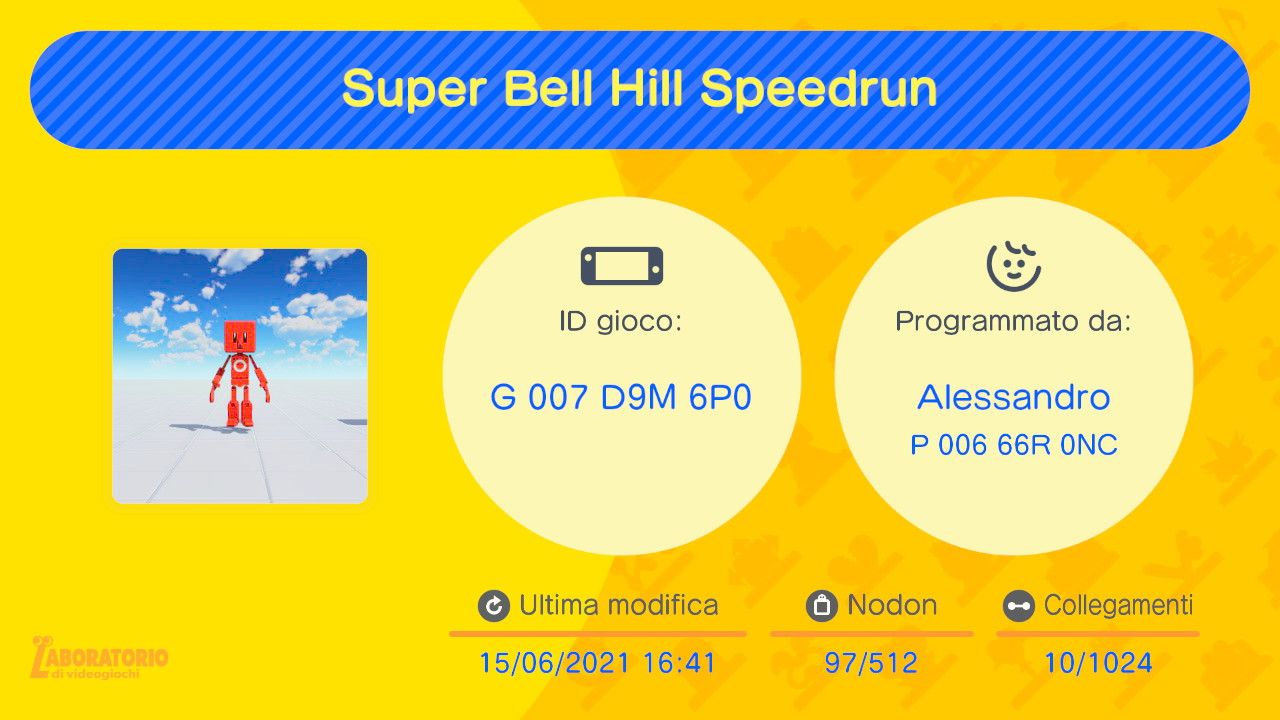 Super Bell Hill Speedrun
ID gioco:
G 007 D9M 6P0
Programmato da:
Alessandro
P 006 66R 0NC
Ultima modifica
15/06/2021 16:41
Nodon
97/512
Collegamenti
10/1024
LABORATORIO
di videogiochi